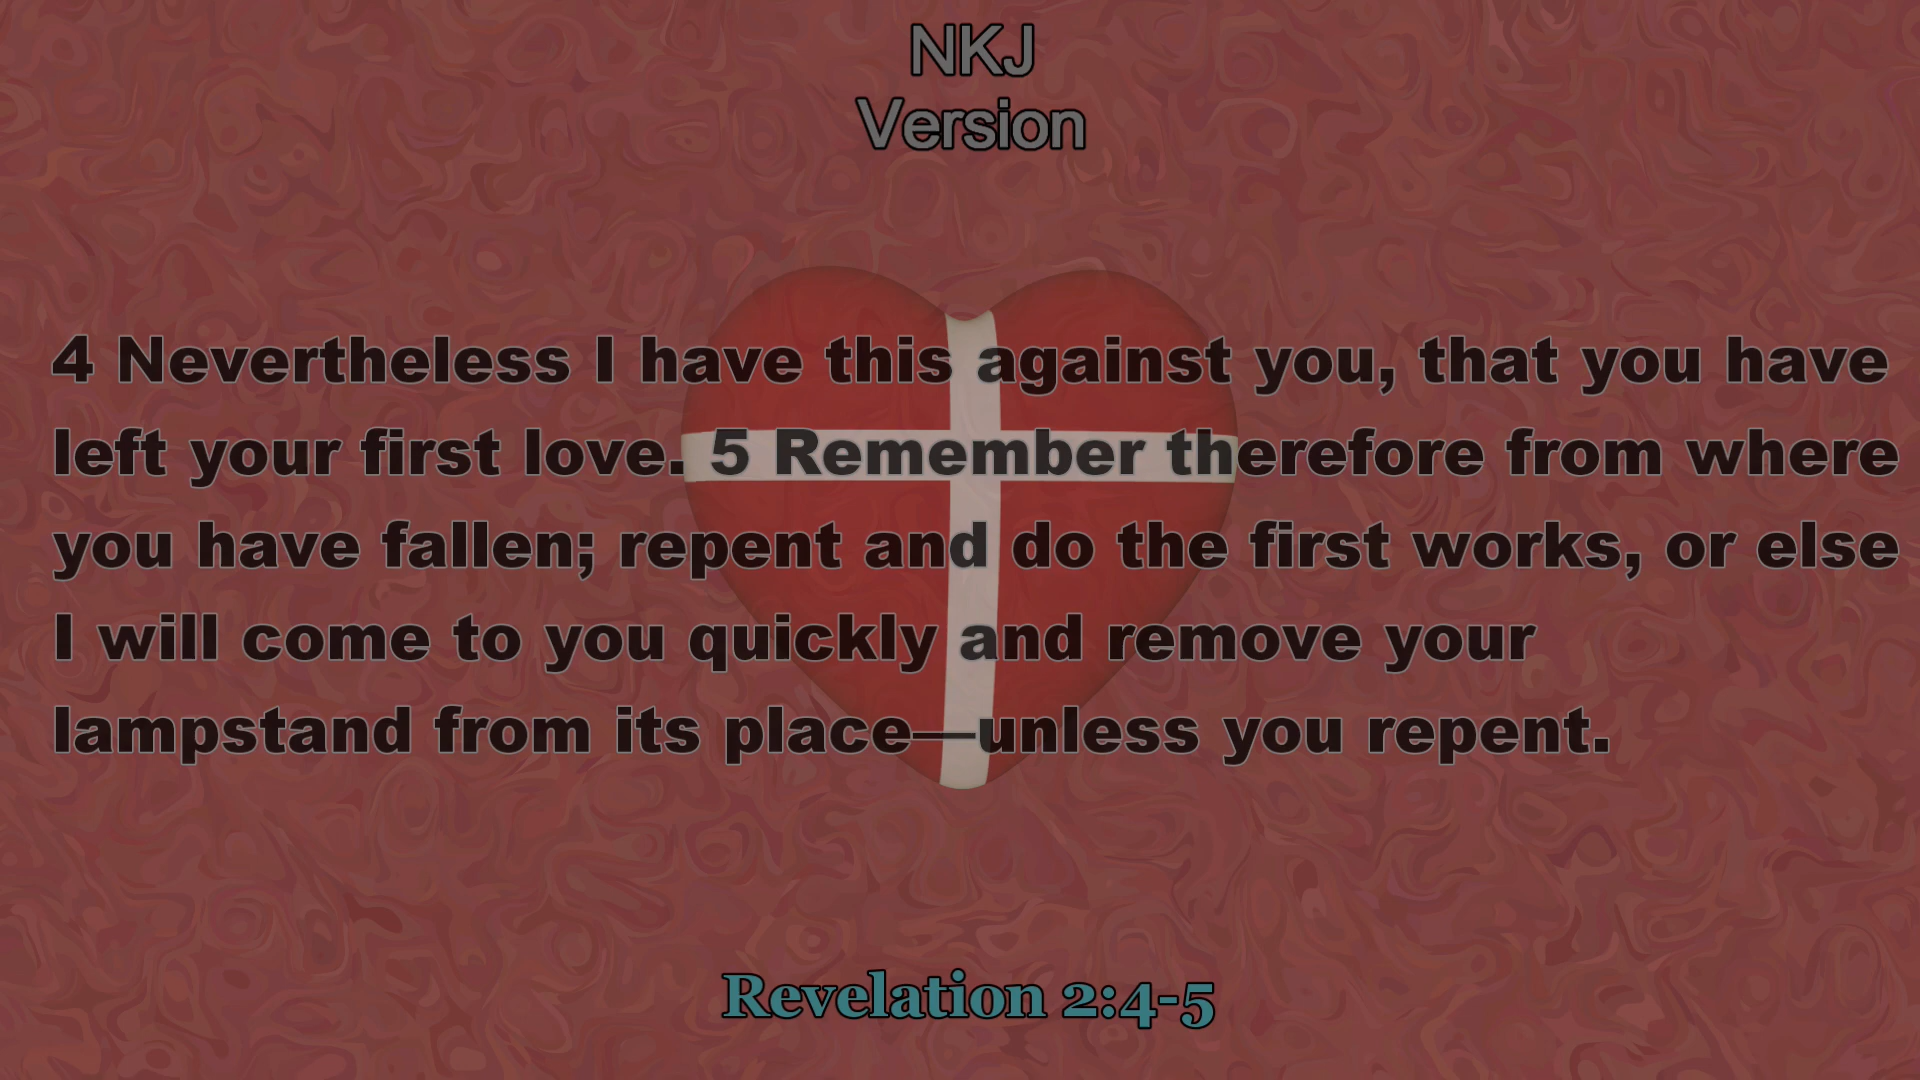 NKJ
Version
4 Nevertheless I have this against you, that you have
left your first love. 5 Remember therefore from where
you have fallen; repent and do the first works, or else
I will come to you quickly and remove your
lampstand from its place—unless you repent.
Revelation 2:4-5